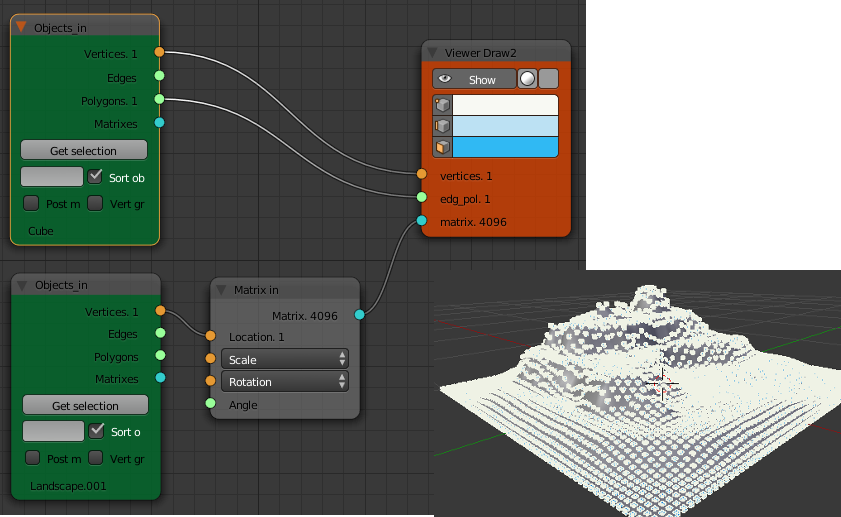 Objects_in
Vertices. 1
Edges
Polygons. 1
Matrixes
Get selection
Sort ob
Post m Vert gr
Cube
Viewer Draw2
Show
vertices. 1
edg_pol. 1
matrix. 4096
Objects_in
Vertices. 1
Edges
Polygons
Matrixes
Get selection
Sort o
Post m Vert gr
Landscape.001
Matrix in
Matrix. 4096
Location. 1
Scale
Rotation
Angle